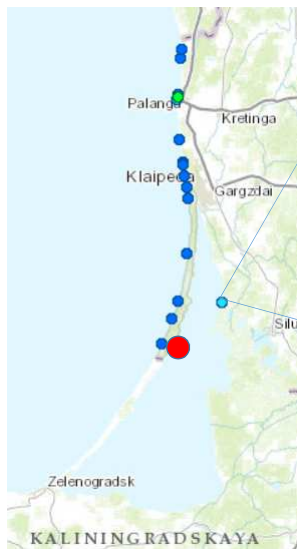 Palanga
Kretinga
Klaipeda
Gargzdai
Silu
Zelenogradsk
KALININGRADSKAYA